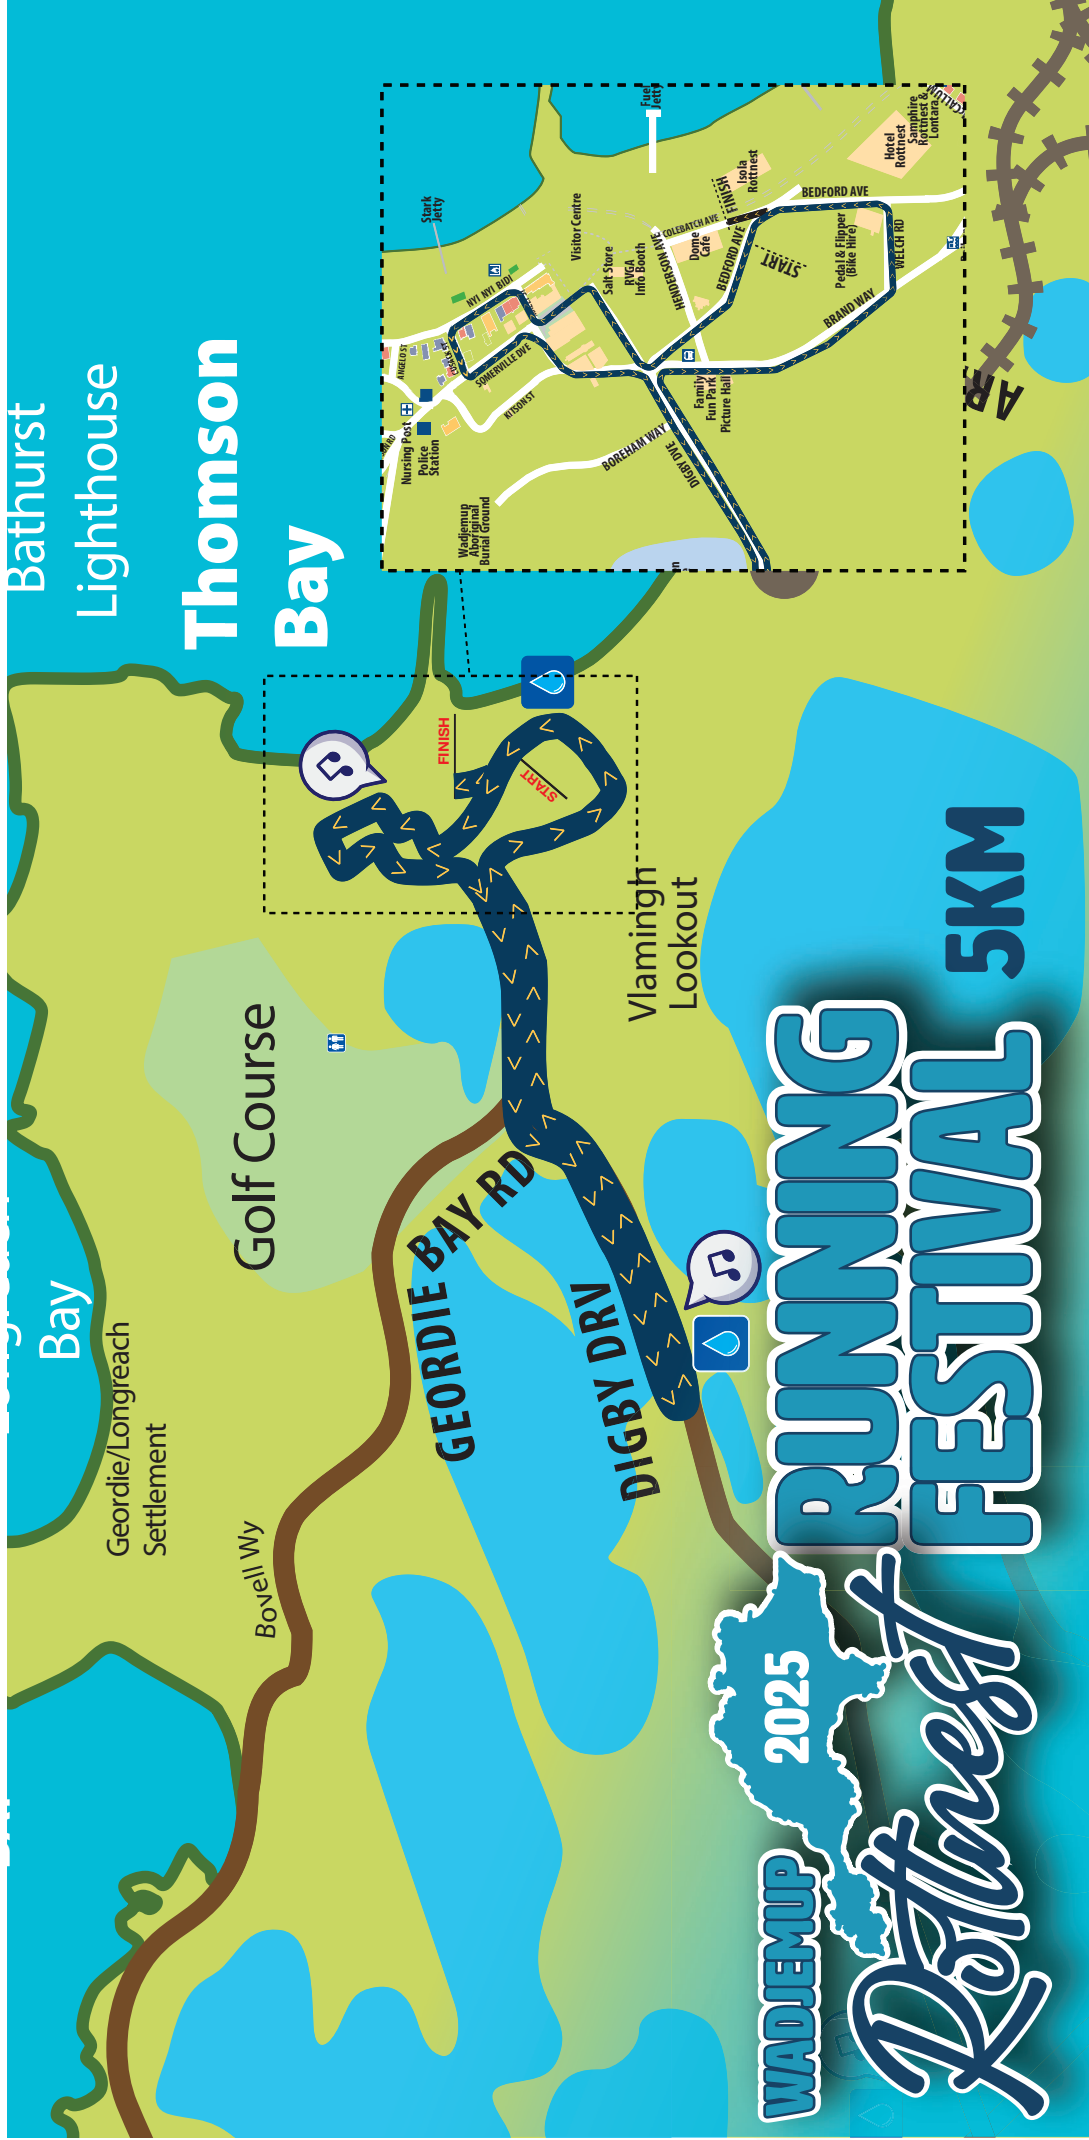 Bathurst
Lighthouse
Thomson
Bay
Bay
Geordie/Longreach
Settlement
Golf Course
Bovell Wy
GEORDIE BAY RD
DIGBY DRV
Vlamingh
Lookout
FINISH
START
Stark
Jetty
Fuel
Jetty
Visitor Centre
Salt Store
RVGA
Info Booth
HENDERSON AVE
COLEBATCH AVE
Dome
Cafe
FINISH
Isola
Rottnest
BEDFORD AVE
START
BEDFORD AVE
Hotel
Rottnest
Samphire
Rottnest &
Lontara
Pedal & Flipper
(Bike Hire)
WELCH RD
BRAND WAY
NYI NYI BIDI
ANGELO ST
SOMERVILLE DVE
KITSON ST
Nursing Post
Police
Station
Family
Fun Park
Picture Hall
BOREHAM WAY
DIGBY DVE
Wadjemup
Aboriginal
Burial Ground
5KM
WADJEMUP
2025
Rottnest
RUNNING
FESTIVAL